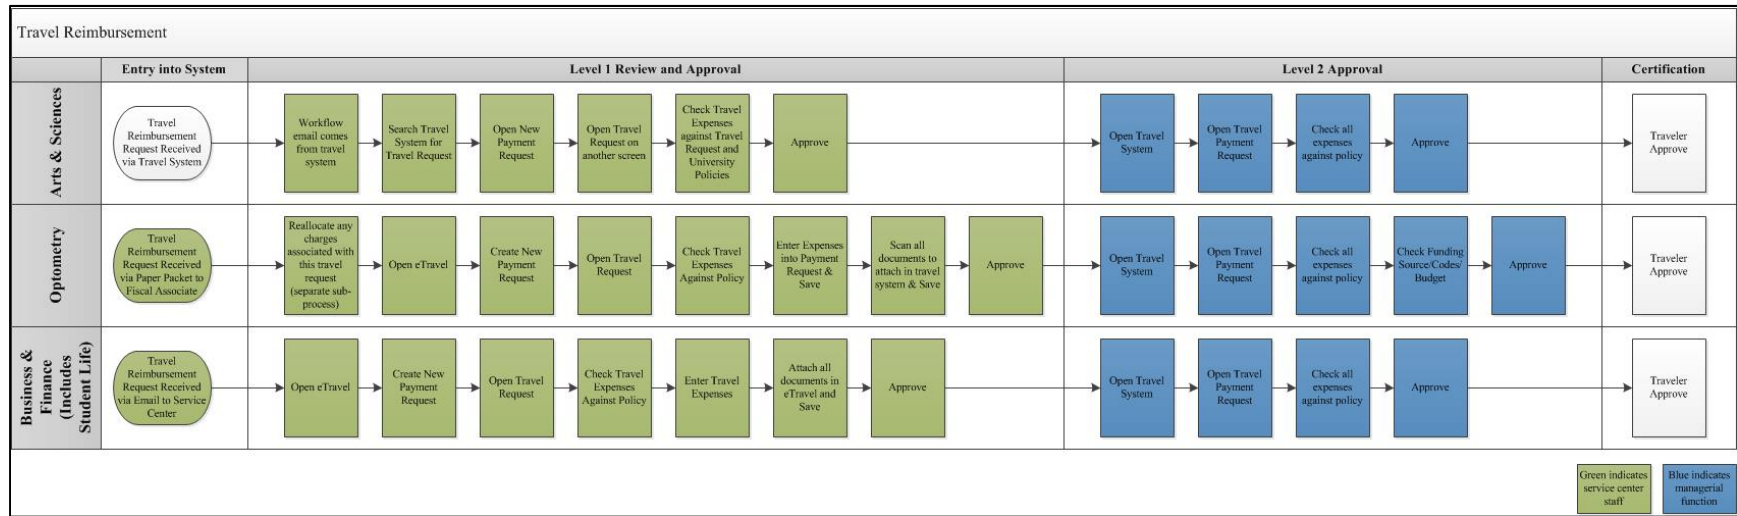 Travel Reimbursement
Entry into System
Level 1 Review and Approval
Level 2 Approval
Certification
Arts & Sciences
Travel
Reimbursement
Request Received
via Travel System
Workflow
email comes
from travel
system
Search Travel
System for
Travel Request
Open New
Payment
Request
Open Travel
Request on
another screen
Check Travel
Expenses
against Travel
Request and
University
Policies
Approve
Open Travel
System
Open Travel
Payment
Request
Check all
expenses
against policy
Approve
Traveler
Approve
Optometry
Travel
Reimbursement
Request Received
via Paper Packet to
Fiscal Associate
Reallocate any
charges
associated with
this travel
request
(separate sub-
process)
Open eTravel
Create New
Payment
Request
Open Travel
Request
Check Travel
Expenses
Against Policy
Enter Expenses
into Payment
Request &
Save
Scan all
documents to
attach in travel
system & Save
Approve
Open Travel
System
Open Travel
Payment
Request
Check all
expenses
against policy
Check Funding
Source/Codes/
Budget
Approve
Traveler
Approve
Business &
Finance
(Includes
Student Life)
Travel
Reimbursement
Request Received
via Email to Service
Center
Open eTravel
Create New
Payment
Request
Open Travel
Request
Check Travel
Expenses
Against Policy
Enter Travel
Expenses
Attach all
documents in
eTravel and
Save
Approve
Open Travel
System
Open Travel
Payment
Request
Check all
expenses
against policy
Approve
Traveler
Approve
Green indicates
service center
staff
Blue indicates
managerial
function